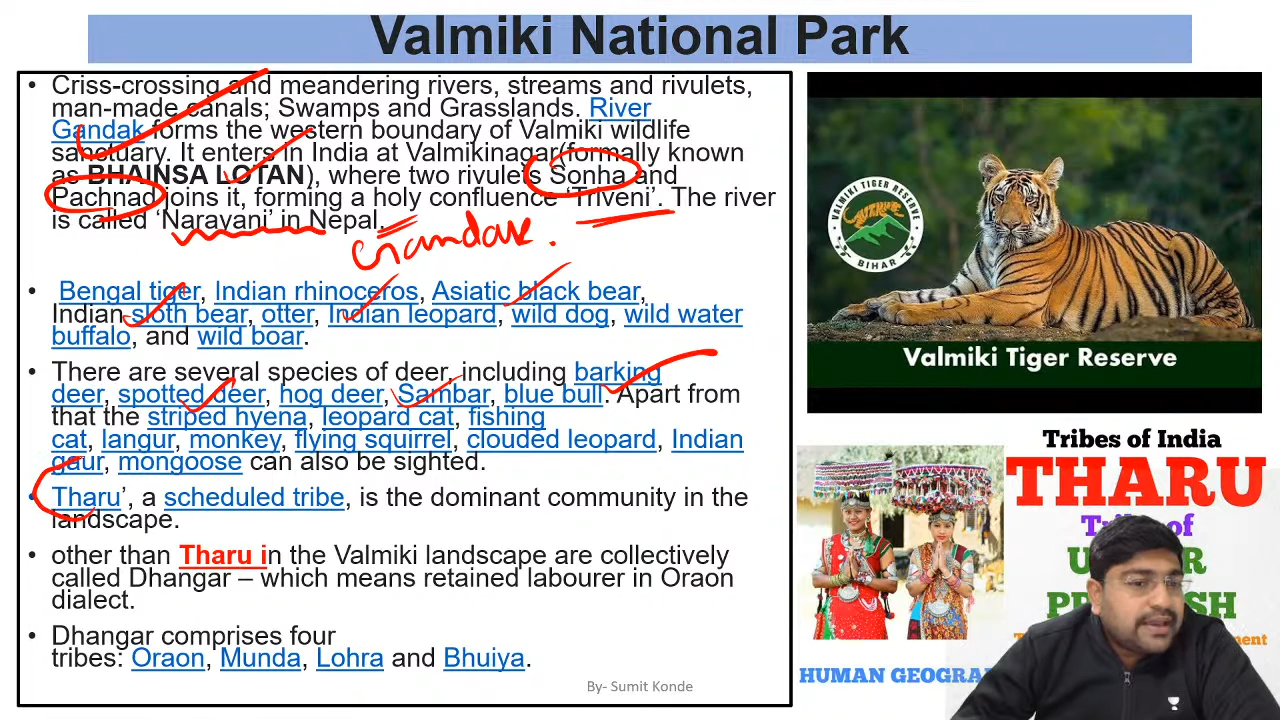 Valmiki National Park
• Criss-crossing and meandering rivers, streams and rivulets,
man-made canals; Swamps and Grasslands. River
Gandak forms the western boundary of Valmiki wildlife
sanctuary. It enters in India at Valmikinagar(formally known
as BHAINSA LOTAN), where two rivulets Sonha and
Pachnad joins it, forming a holy confluence ‘Triveni’. The river
is called ‘Narayani’ in Nepal.
Gandak.
• Bengal tiger, Indian rhinoceros, Asiatic black bear,
Indian sloth bear, otter, Indian leopard, wild dog, wild water
buffalo, and wild boar.
• There are several species of deer, including barking
deer, spotted deer, hog deer, Sambar, blue bull. Apart from
that the striped hyena, leopard cat, fishing
cat, langur, monkey, flying squirrel, clouded leopard, Indian
gaur, mongoose can also be sighted.
• Tharu’, a scheduled tribe, is the dominant community in the
landscape.
• other than Tharu in the Valmiki landscape are collectively
called Dhangar – which means retained labourer in Oraon
dialect.
• Dhangar comprises four
tribes: Oraon, Munda, Lohra and Bhuiya.
By- Sumit Konde
VALMIKI TIGER RESERVE
BIHAR
Valmiki Tiger Reserve
Tribes of India
THARU
of
HUMAN